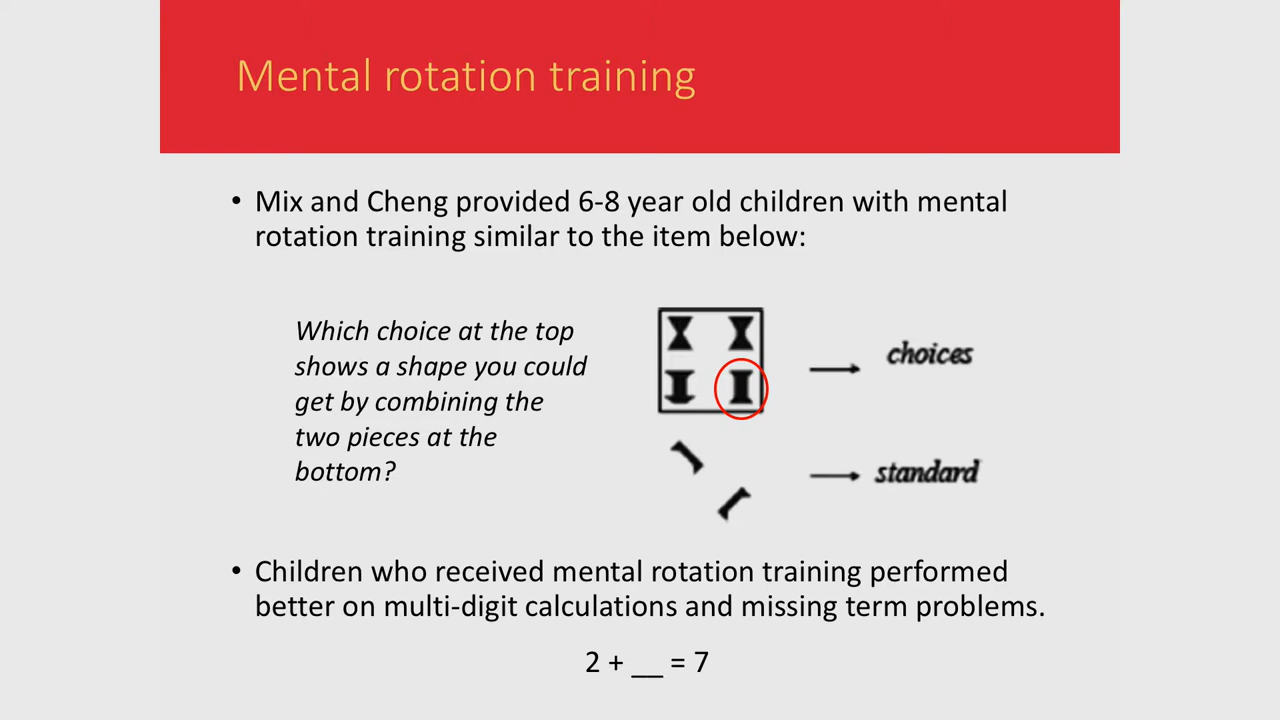 Mental rotation training
• Mix and Cheng provided 6-8 year old children with mental
rotation training similar to the item below:
Which choice at the top
shows a shape you could
get by combining the
two pieces at the
bottom?
choices
standard
• Children who received mental rotation training performed
better on multi-digit calculations and missing term problems.
2 + __ = 7